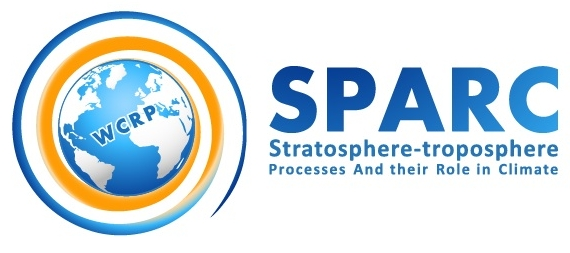 WCRP
SPARC
Stratosphere-troposphere
Processes And their Role in Climate